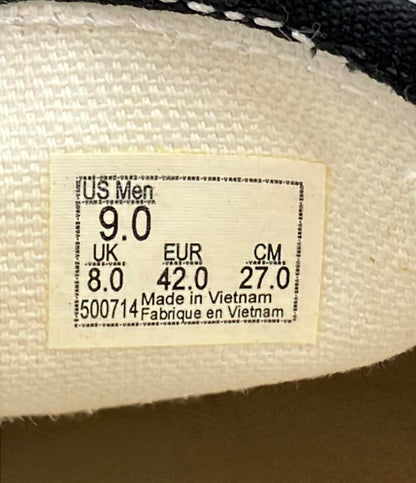 US Men
9.0
UK EUR CM
8.0 42.0 27.0
500714 Made in Vietnam
Fabrique en Vietnam